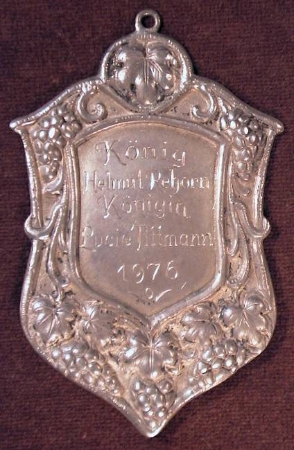 König
Helmut Pehorn
Königin
Lucie Tillmann
1976